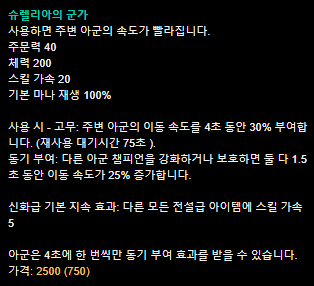 슈렐리아의 군가
사용하면 주변 아군의 속도가 빨라집니다.
주문력 40
체력 200
스킬 가속 20
기본 마나 재생 100%
사용 시 - 고무: 주변 아군의 이동 속도를 4초 동안 30% 부여합니
다. (재사용 대기시간 75초 ).
동기 부여: 다른 아군 챔피언을 강화하거나 보호하면 둘 다 1.5
초 동안 이동 속도가 25% 증가합니다.
신화급 기본 지속 효과: 다른 모든 전설급 아이템에 스킬 가속
5
아군은 4초에 한 번씩만 동기 부여 효과를 받을 수 있습니다.
가격: 2500 (750)